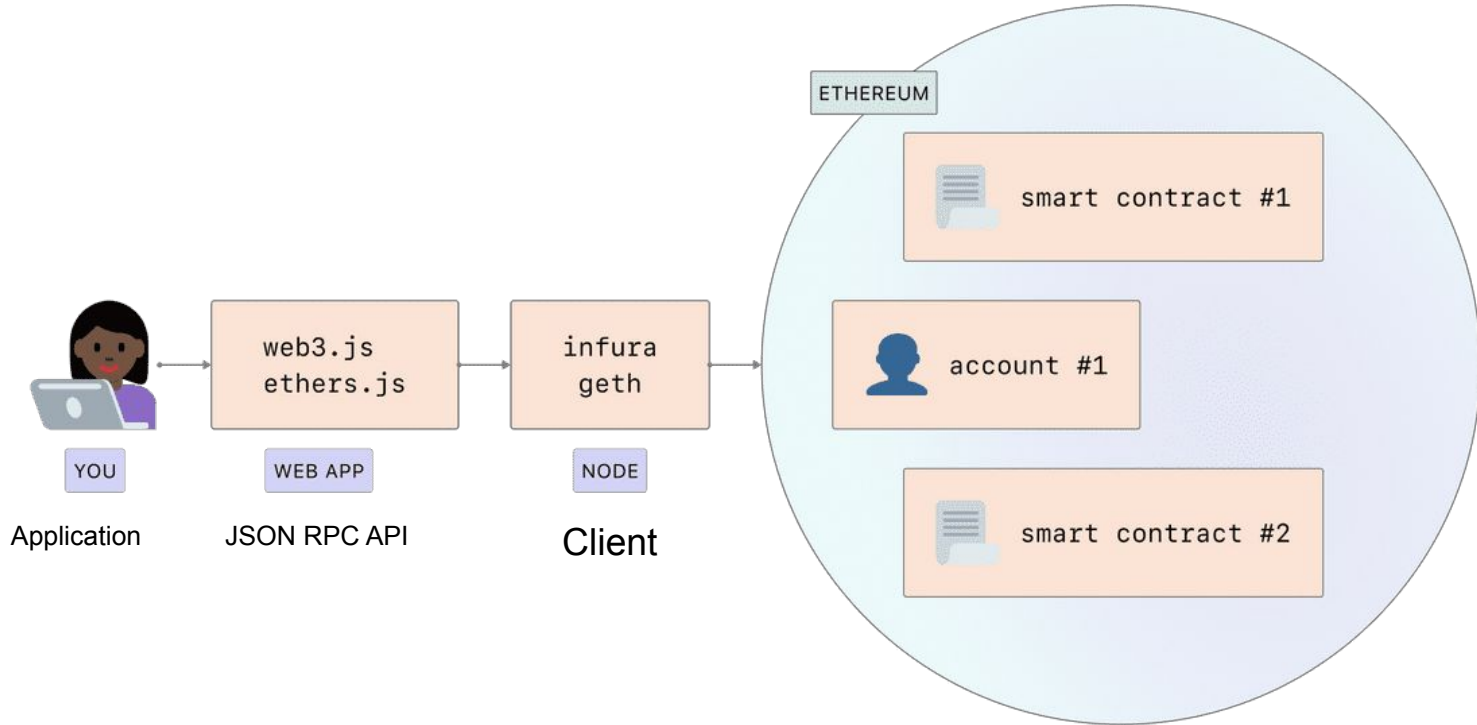 ETHEREUM
smart contract #1
web3.js
ethers.js
infura
geth
account #1
YOU
WEB APP
NODE
Application
JSON RPC API
Client
smart contract #2